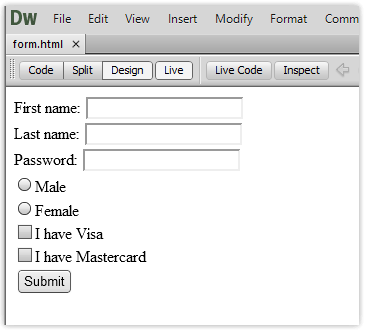 Dw File Edit View Insert Modify Format Comm
form.html ×
Code Split Design Live Live Code Inspect
First name:
Last name:
Password:
Male
Female
I have Visa
I have Mastercard
Submit